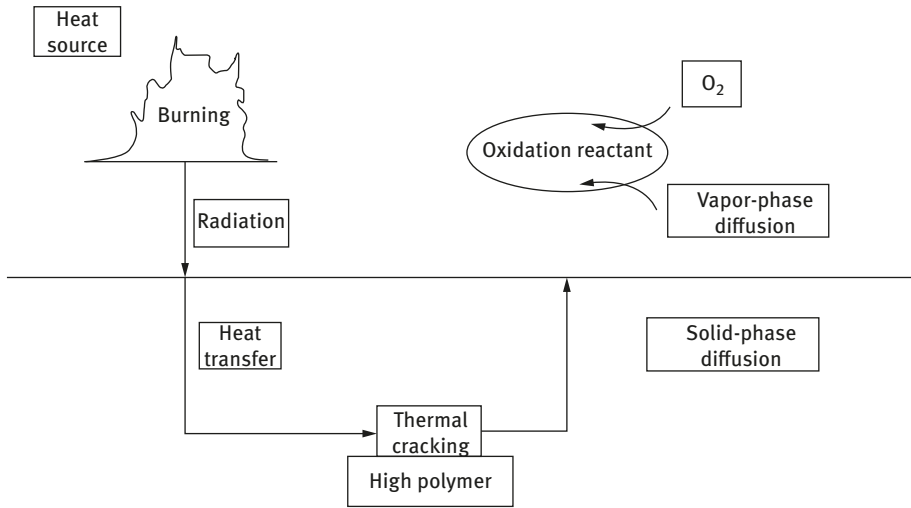 Heat
source
Burning
O₂
Oxidation reactant
Radiation
Vapor-phase
diffusion
Heat
transfer
Solid-phase
diffusion
Thermal
cracking
High polymer